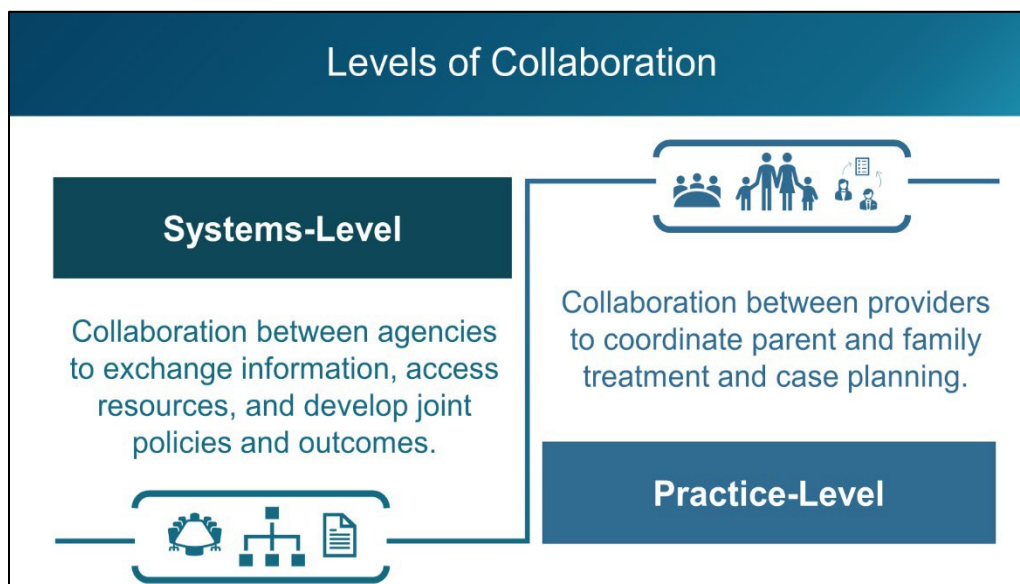 Levels of Collaboration
Systems-Level
Collaboration between agencies
to exchange information, access
resources, and develop joint
policies and outcomes.
Collaboration between providers
to coordinate parent and family
treatment and case planning.
Practice-Level